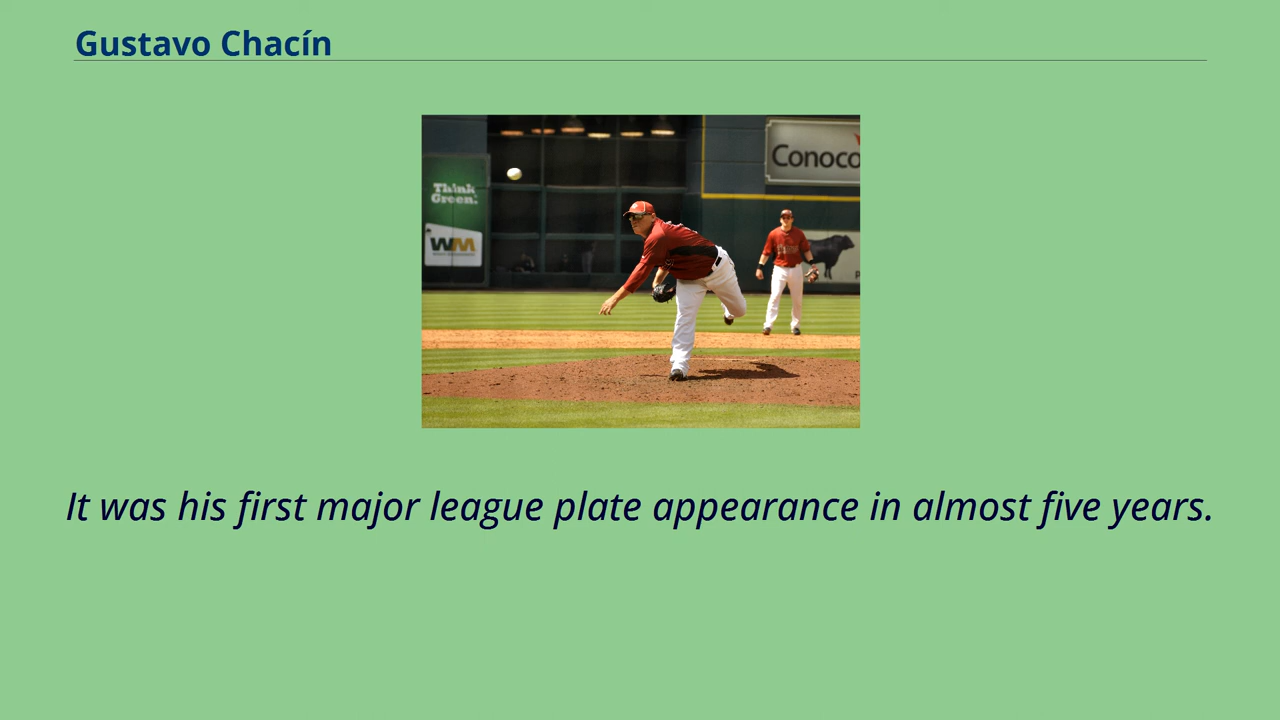 Gustavo Chacín
Conoco
Think
Green.
WM
It was his first major league plate appearance in almost five years.